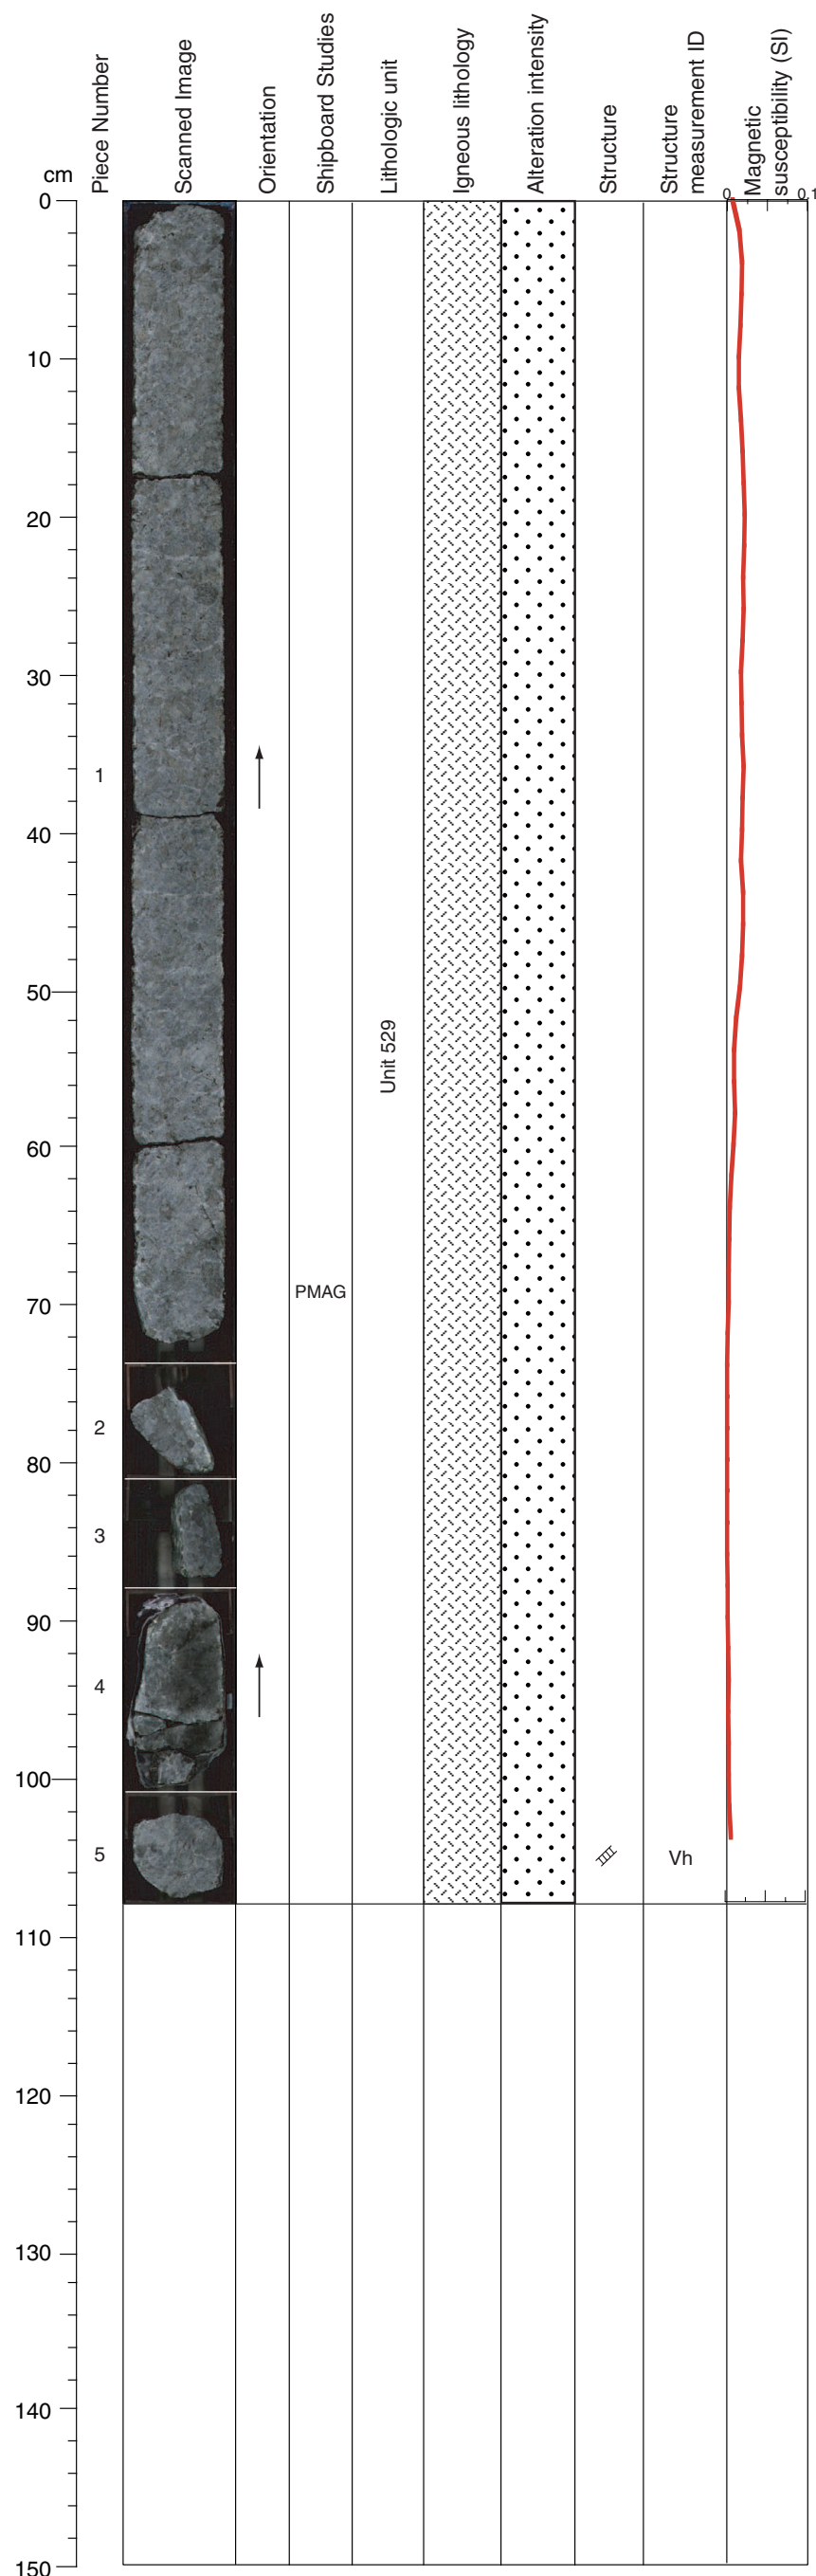 cm
Piece Number
Scanned Image
Orientation
Shipboard Studies
Lithologic unit
Igneous lithology
Alteration intensity
Structure
Structure
measurement ID
Magnetic
susceptibility (SI)
0
0.1
0
10
20
30
1
40
50
Unit 529
60
PMAG
70
2
80
3
90
4
100
5
Vh
110
120
130
140
150